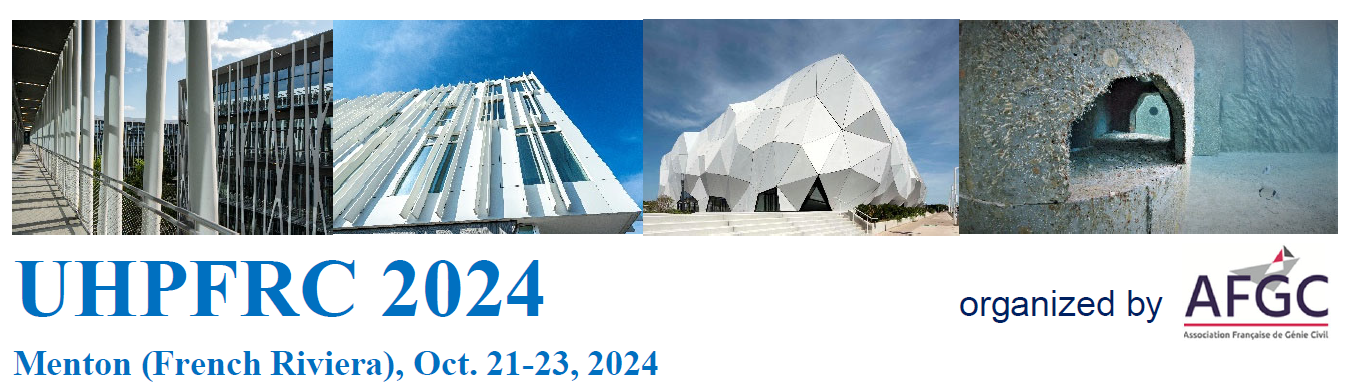 UHPFRC 2024
organized by
AFGC
Association Française de Génie Civil
Menton (French Riviera), Oct. 21-23, 2024